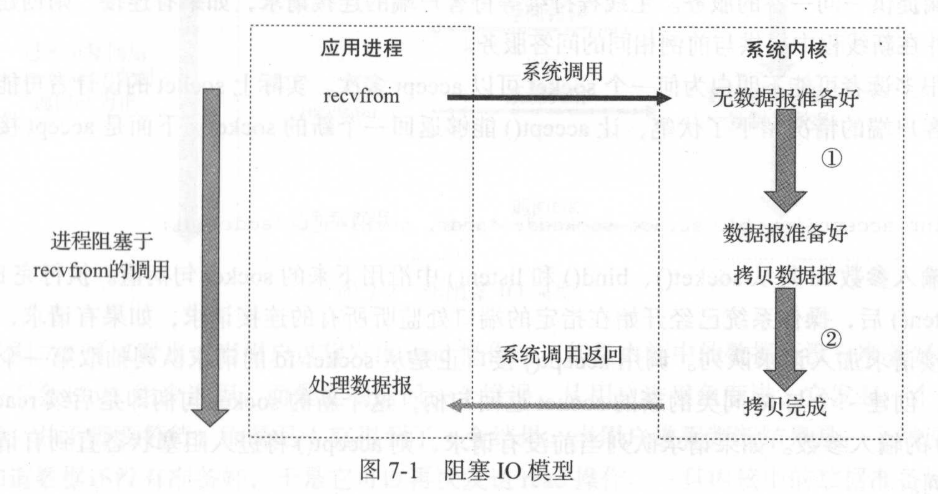 应用进程
系统内核
系统调用
recvfrom
无数据报准备好
①
进程阻塞于
recvfrom的调用
数据报准备好
拷贝数据报
②
系统调用返回
处理数据报
拷贝完成
图 7-1 阻塞 IO 模型